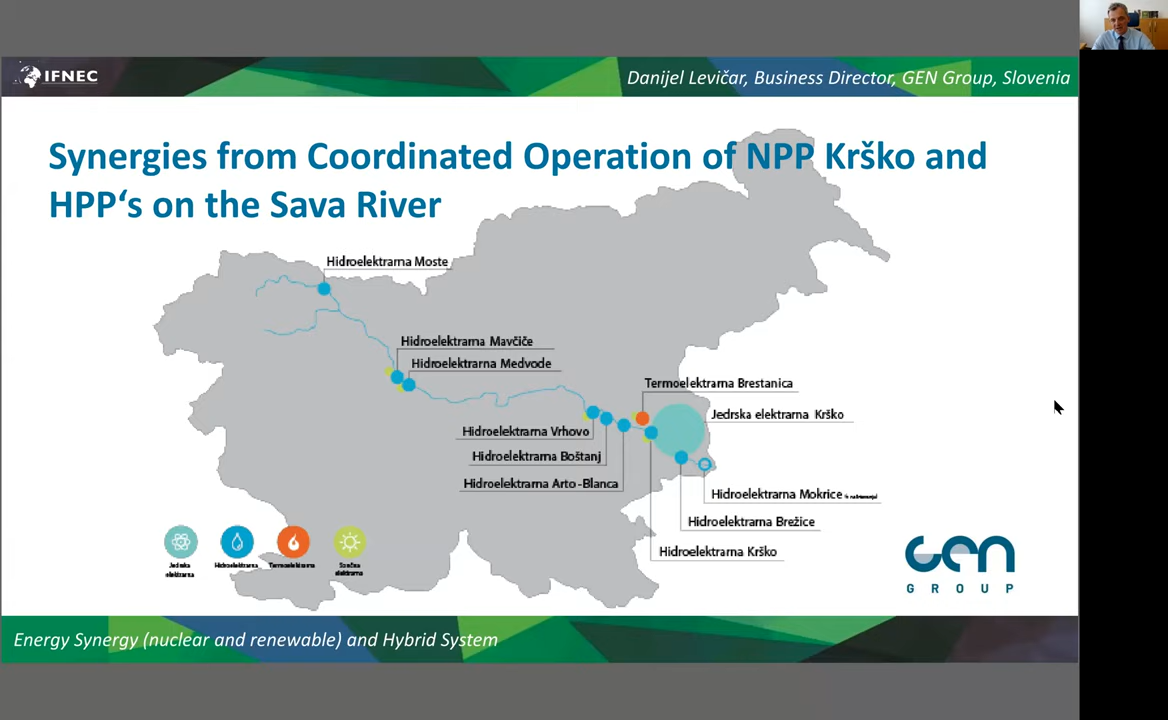 IFNEC
Danijel Levičar, Business Director, GEN Group, Slovenia
Synergies from Coordinated Operation of NPP Krško and
HPP‘s on the Sava River
Hidroelektrarna Moste
Hidroelektrarna Mavčiče
Hidroelektrarna Medvode
Termoelektrarna Brestanica
Jedrska elektrarna Krško
Hidroelektrarna Vrhovo
Hidroelektrarna Boštanj
Hidroelektrarna Arto-Blanca
Hidroelektrarna Mokrice
Hidroelektrarna Brežice
Hidroelektrarna Krško
Jedrska
elektrarna
Hidroelektrarna
Termoelektrarna
Sončna
elektrarna
gen
GROUP
Energy Synergy (nuclear and renewable) and Hybrid System